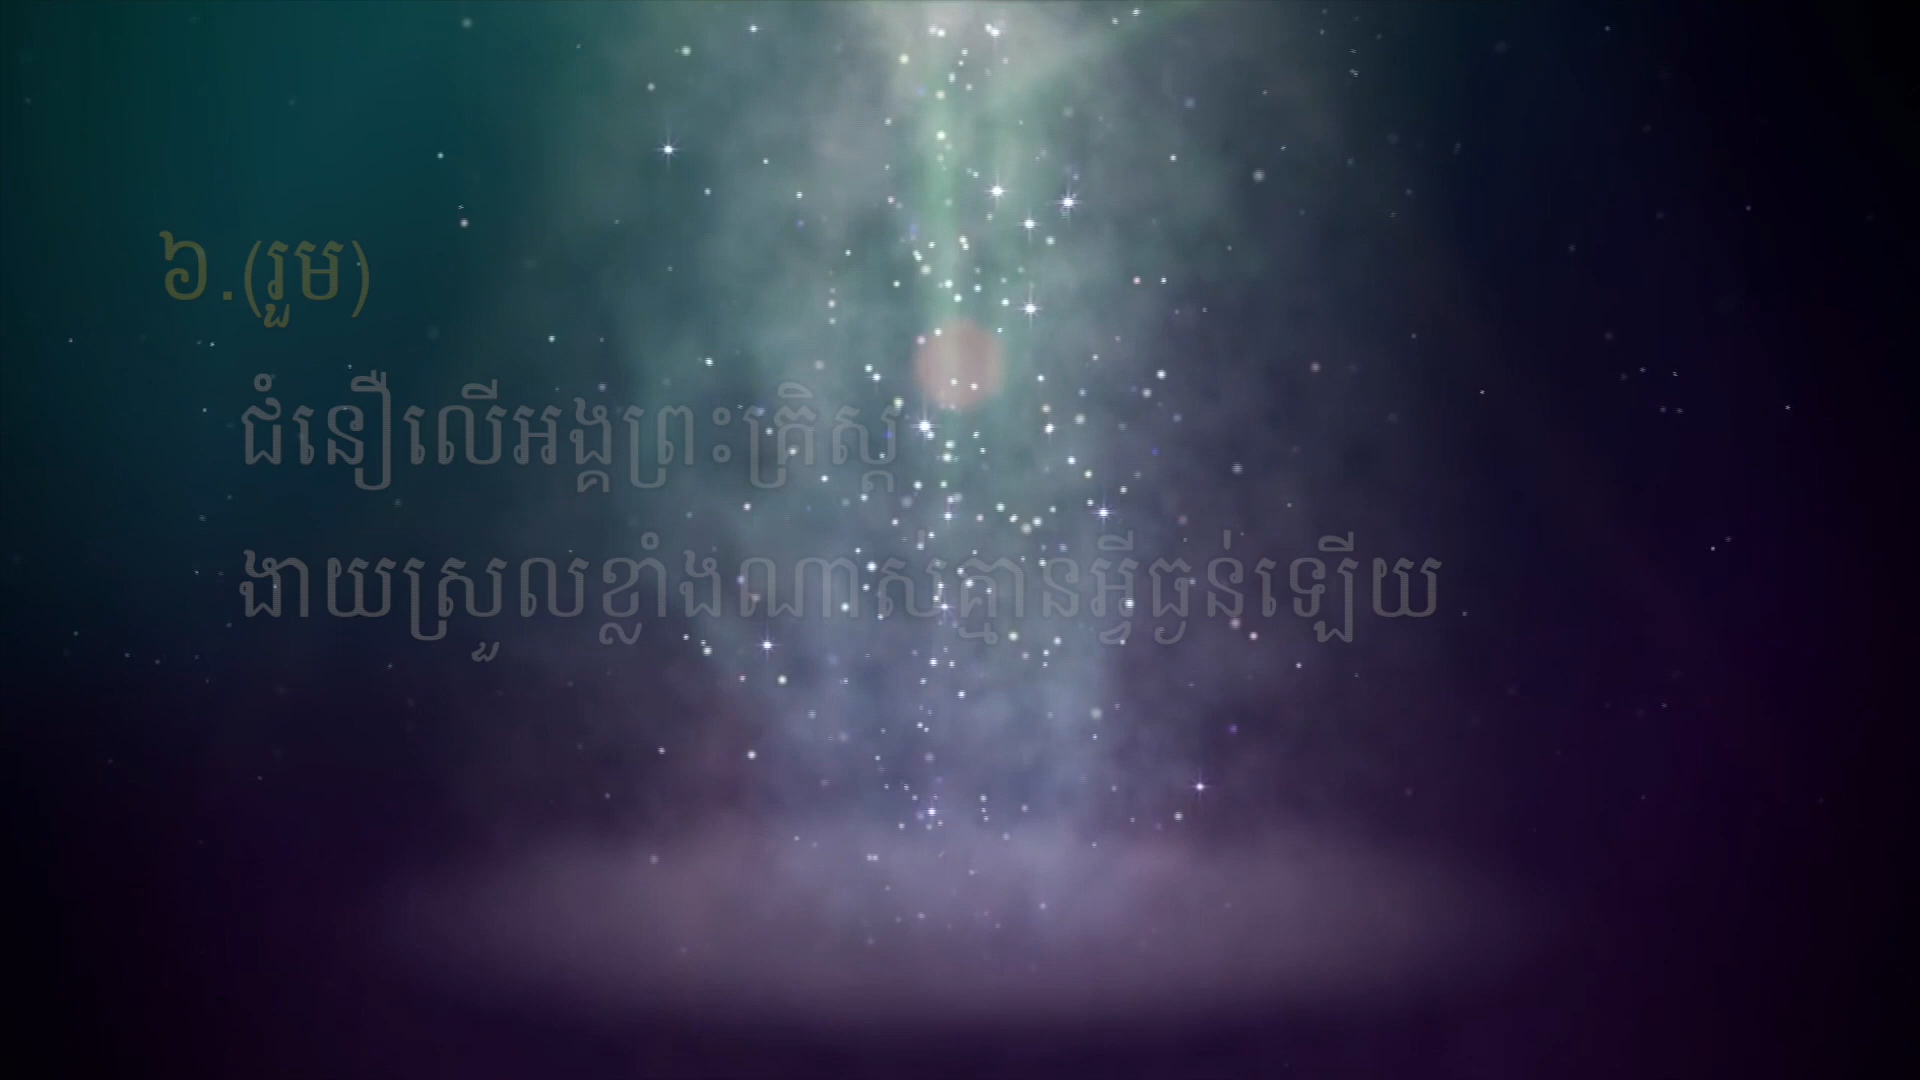 ៦.(រួម)
ជំនឿលើអង្គព្រះគ្រិស្ត
ងាយស្រួលខ្លាំងណាស់គ្មានអ្វីធ្ងន់ឡើយ